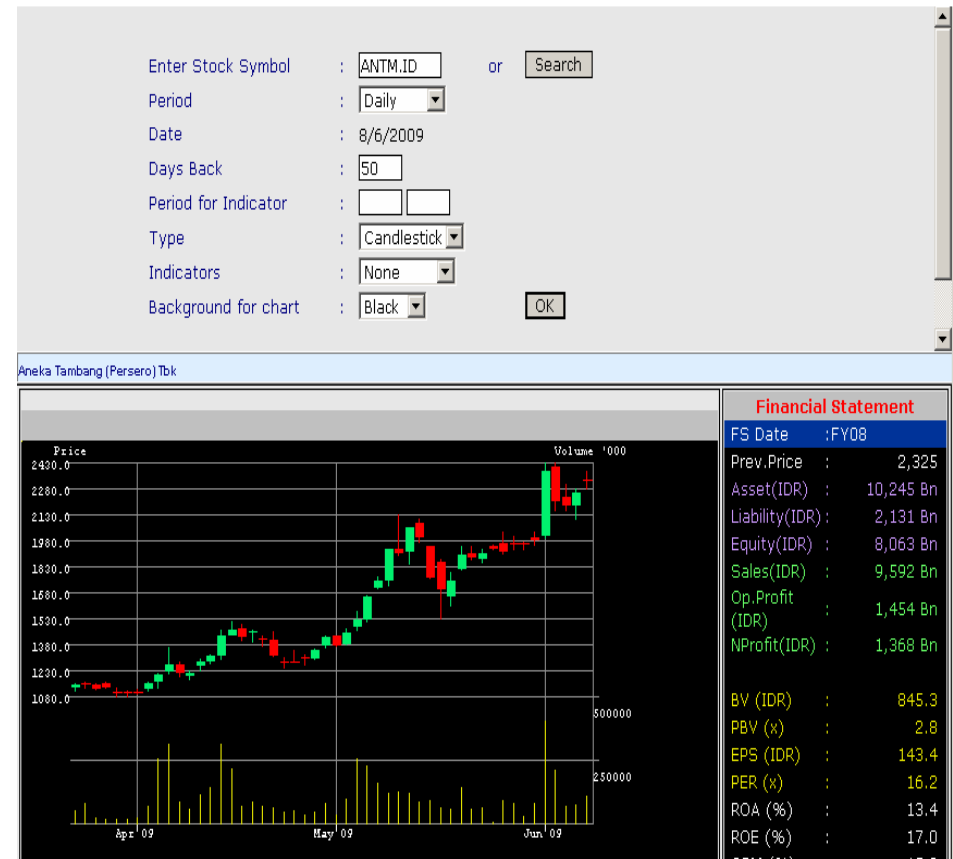 Enter Stock Symbol : ANTM.ID or Search
Period : Daily
Date : 8/6/2009
Days Back : 50
Period for Indicator :
Type : Candlestick
Indicators : None
Background for chart : Black OK
Aneka Tambang (Persero) Tbk
Price Volume '000
2430.0
2280.0
2130.0
1980.0
1830.0
1680.0
1530.0
1380.0
1230.0
1080.0
500000
250000
Apr'09 May'09 Jun'09
Financial Statement
FS Date :FY08
Prev.Price : 2,325
Asset(IDR) : 10,245 Bn
Liability(IDR) : 2,131 Bn
Equity(IDR) : 8,063 Bn
Sales(IDR) : 9,592 Bn
Op.Profit
(IDR) : 1,454 Bn
NProfit(IDR) : 1,368 Bn
BV (IDR) : 845.3
PBV (x) : 2.8
EPS (IDR) : 143.4
PER (x) : 16.2
ROA (%) : 13.4
ROE (%) : 17.0